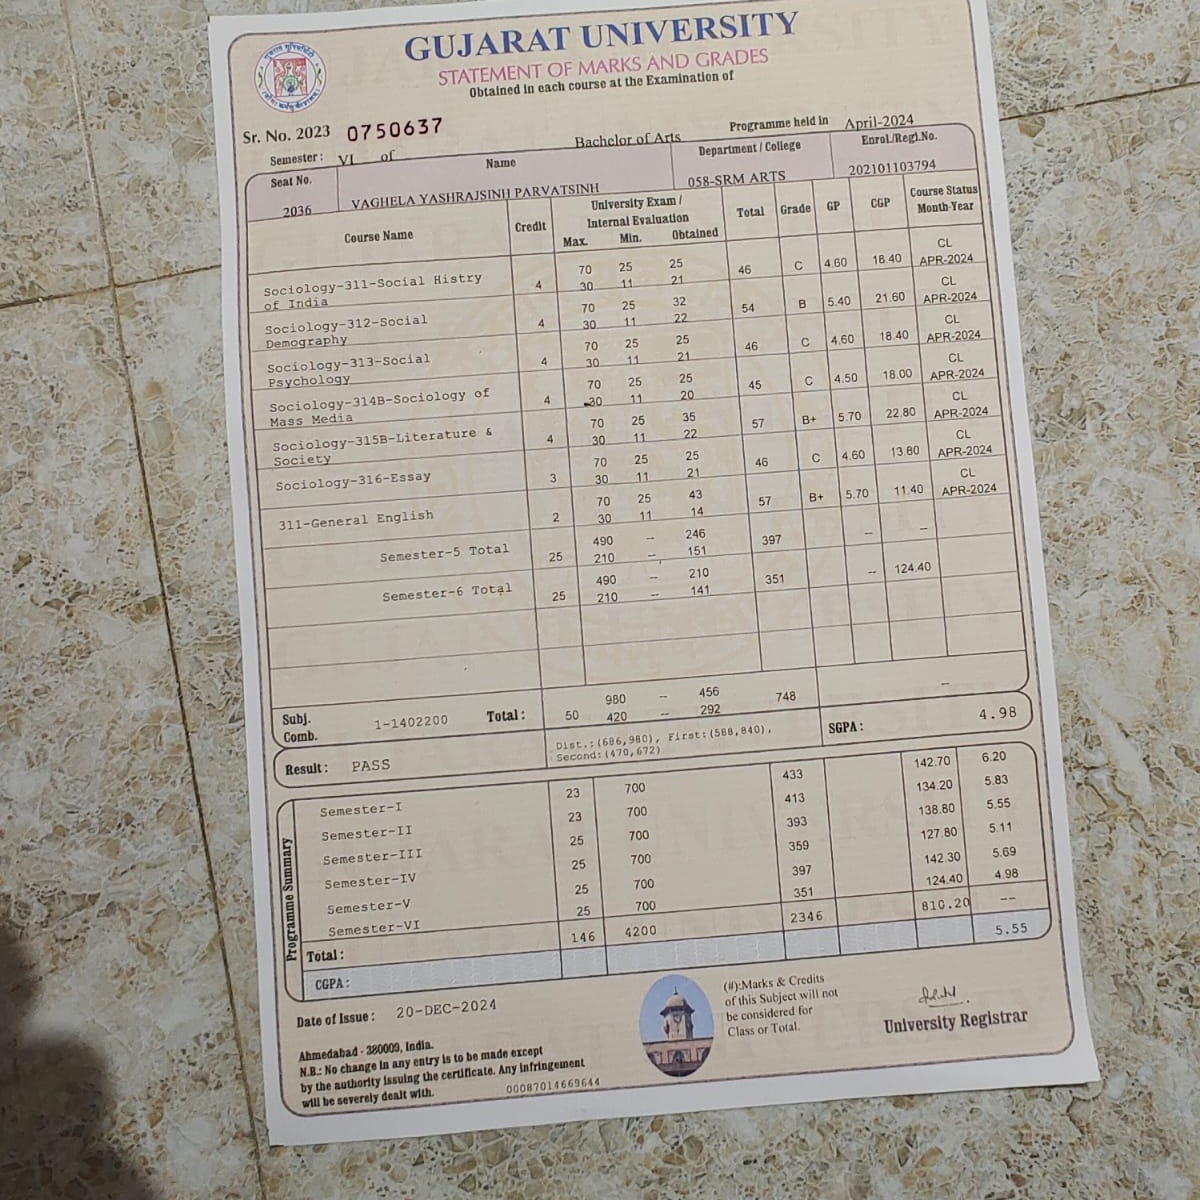 GUJARAT UNIVERSITY
STATEMENT OF MARKS AND GRADES
Obtained in each course at the Examination of
Sr. No. 2023 0750637
Semester : VI of Bachelor of Arts Programme held in April-2024
Seat No. Name Department / College Enrol./Regi.No.
2036 VAGHELA YASHRAJSINH PARVATSINH 058-SRM ARTS 202101103794
Course Name Credit University Exam / Internal Evaluation Total Grade GP CGP Course Status Month-Year
Max. Min. Obtained
Sociology-311-Social Histry 70 25 25 CL
of India 4 30 11 21 46 C 4.60 18.40 APR-2024
Sociology-312-Social 70 25 32 CL
Demography 4 30 11 22 54 B 5.40 21.60 APR-2024
Sociology-313-Social 70 25 25 CL
Psychology 4 30 11 21 46 C 4.60 18.40 APR-2024
Sociology-314B-Sociology of 70 25 25 CL
Mass Media 4 30 11 20 45 C 4.50 18.00 APR-2024
Sociology-315B-Literature & 70 25 35 CL
Society 4 30 11 22 57 B+ 5.70 22.80 APR-2024
Sociology-316-Essay 70 25 25 CL
3 30 11 21 46 C 4.60 13.80 APR-2024
311-General English 70 25 43 CL
2 30 11 14 57 B+ 5.70 11.40 APR-2024
Semester-5 Total 490 -- 246
25 210 -- 151 397 -- --
Semester-6 Total 490 -- 210
25 210 -- 141 351 -- 124.40
Subj. Comb. 1-1402200 Total : 50 980 -- 456 748 --
420 -- 292
Result : PASS Dist.:(686,980), First:(588,840),
Second:(470,672) SGPA: 4.98
Programme Summary
Semester-I 23 700 433 142.70 6.20
Semester-II 23 700 413 134.20 5.83
Semester-III 25 700 393 138.80 5.55
Semester-IV 25 700 359 127.80 5.11
Semester-V 25 700 397 142.30 5.69
Semester-VI 25 700 351 124.40 4.98
Total : 146 4200 2346 810.20 --
CGPA : 5.55
Date of Issue : 20-DEC-2024
(#):Marks & Credits
of this Subject will not
be considered for
Class or Total.
University Registrar
Ahmedabad - 380009, India.
N.B.: No change in any entry is to be made except
by the authority issuing the certificate. Any infringement
will be severely dealt with. 00087014669644